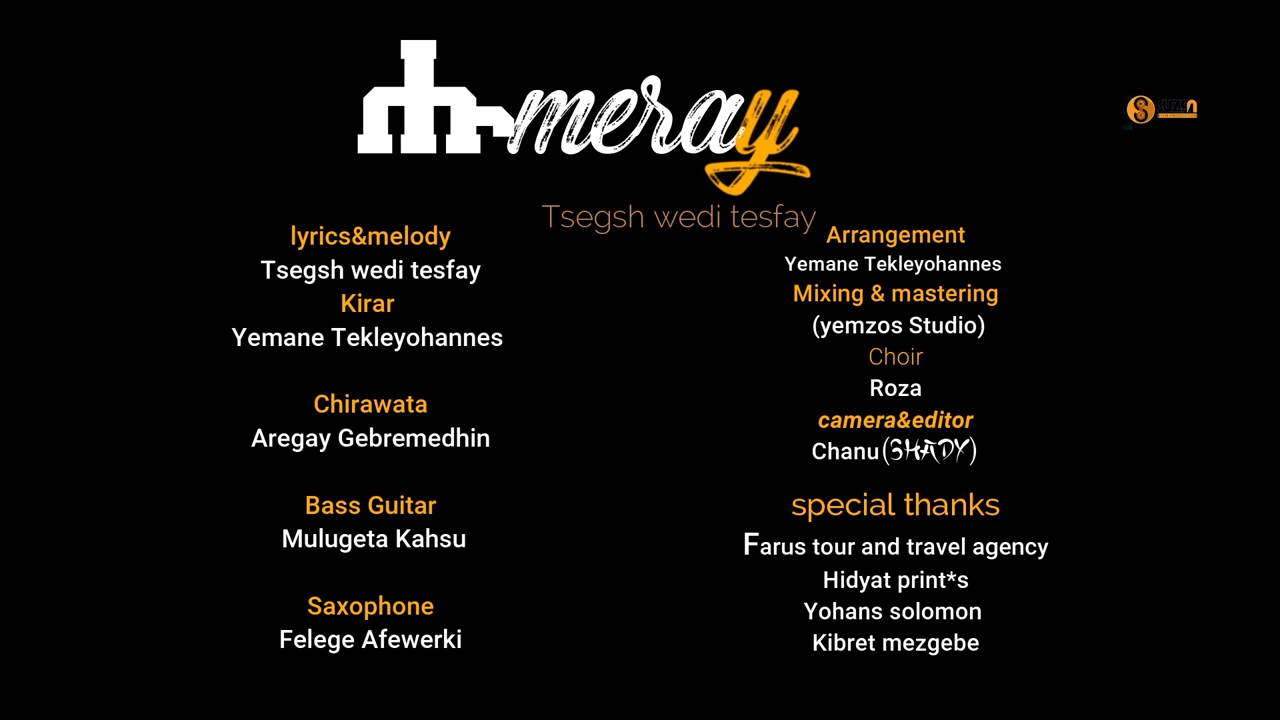 meray
Tsegsh wedi tesfay
lyrics&melody
Tsegsh wedi tesfay
Kirar
Yemane Tekleyohannes
Chirawata
Aregay Gebremedhin
Bass Guitar
Mulugeta Kahsu
Saxophone
Felege Afewerki
Arrangement
Yemane Tekleyohannes
Mixing & mastering
(yemzos Studio)
Choir
Roza
camera&editor
Chanu(SHADY)
special thanks
Farus tour and travel agency
Hidyat print*s
Yohans solomon
Kibret mezgebe